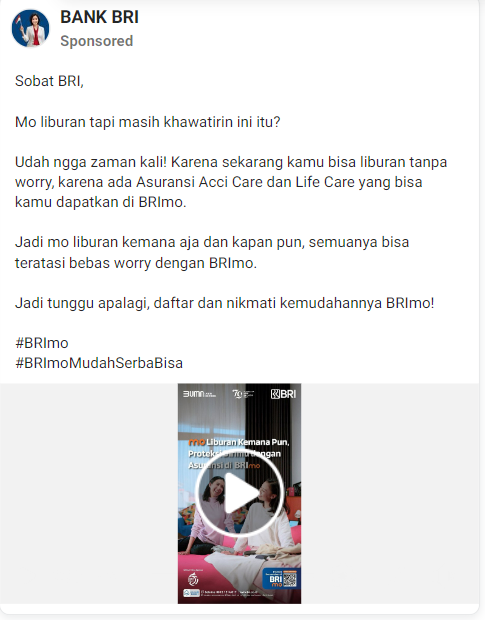 BANK BRI
Sponsored
Sobat BRI,
Mo liburan tapi masih khawatirin ini itu?
Udah ngga zaman kali! Karena sekarang kamu bisa liburan tanpa
worry, karena ada Asuransi Acci Care dan Life Care yang bisa
kamu dapatkan di BRImo.
Jadi mo liburan kemana aja dan kapan pun, semuanya bisa
teratasi bebas worry dengan BRImo.
Jadi tunggu apalagi, daftar dan nikmati kemudahannya BRImo!
#BRImo
#BRImoMudahSerbaBisa
BUMN
BRI
mo Liburan Kemana Pun,
dengan
Asuransi di BRImo
BRI
mo